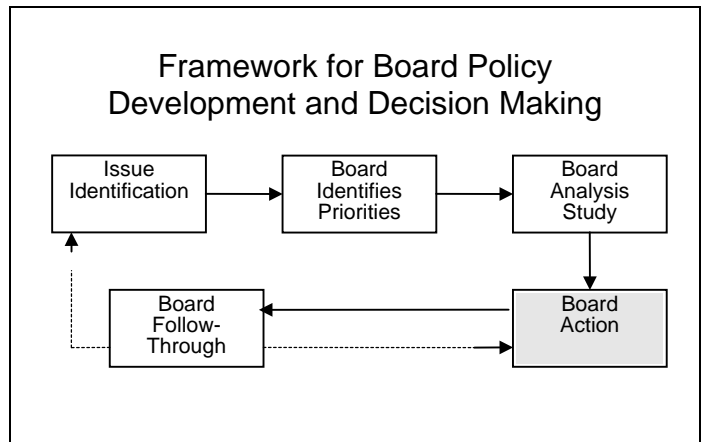 Framework for Board Policy
Development and Decision Making
Issue
Identification
Board
Identifies
Priorities
Board
Analysis
Study
Board
Follow-
Through
Board
Action